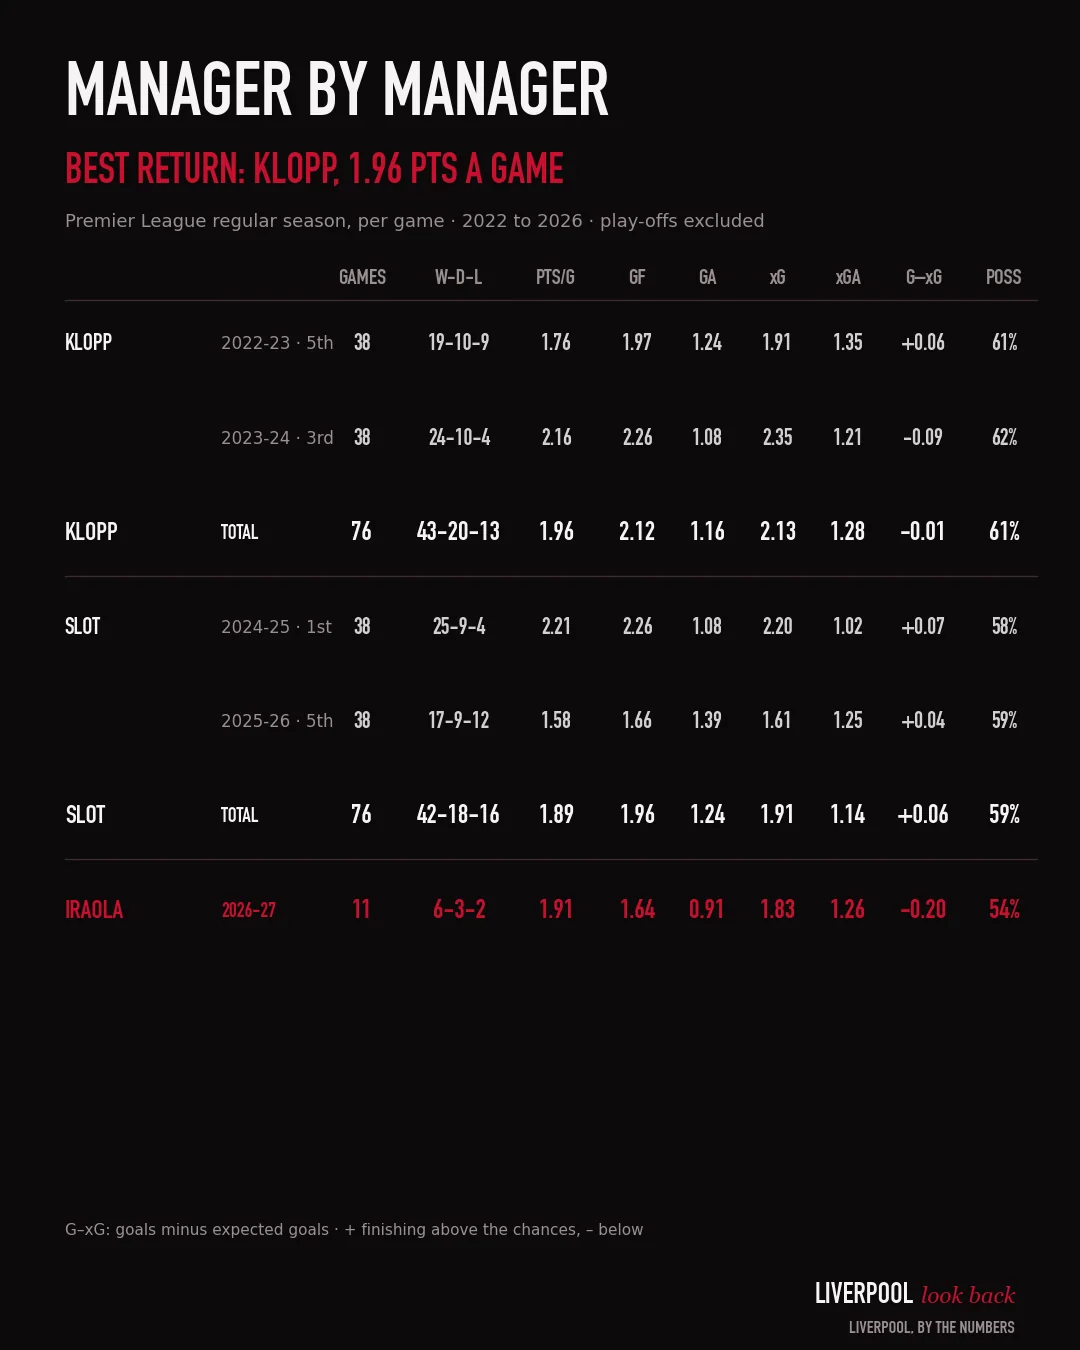 MANAGER BY MANAGER
BEST RETURN: KLOPP, 1.96 PTS A GAME
Premier League regular season, per game · 2022 to 2026 · play-offs excluded
GAMES W-D-L PTS/G GF GA xG xGA G–xG POSS
KLOPP 2022-23 · 5th 38 19-10-9 1.76 1.97 1.24 1.91 1.35 +0.06 61%
2023-24 · 3rd 38 24-10-4 2.16 2.26 1.08 2.35 1.21 -0.09 62%
KLOPP TOTAL 76 43-20-13 1.96 2.12 1.16 2.13 1.28 -0.01 61%
SLOT 2024-25 · 1st 38 25-9-4 2.21 2.26 1.08 2.20 1.02 +0.07 58%
2025-26 · 5th 38 17-9-12 1.58 1.66 1.39 1.61 1.25 +0.04 59%
SLOT TOTAL 76 42-18-16 1.89 1.96 1.24 1.91 1.14 +0.06 59%
IRAOLA 2026-27 11 6-3-2 1.91 1.64 0.91 1.83 1.26 -0.20 54%
G–xG: goals minus expected goals · + finishing above the chances, – below
LIVERPOOL look back
LIVERPOOL, BY THE NUMBERS